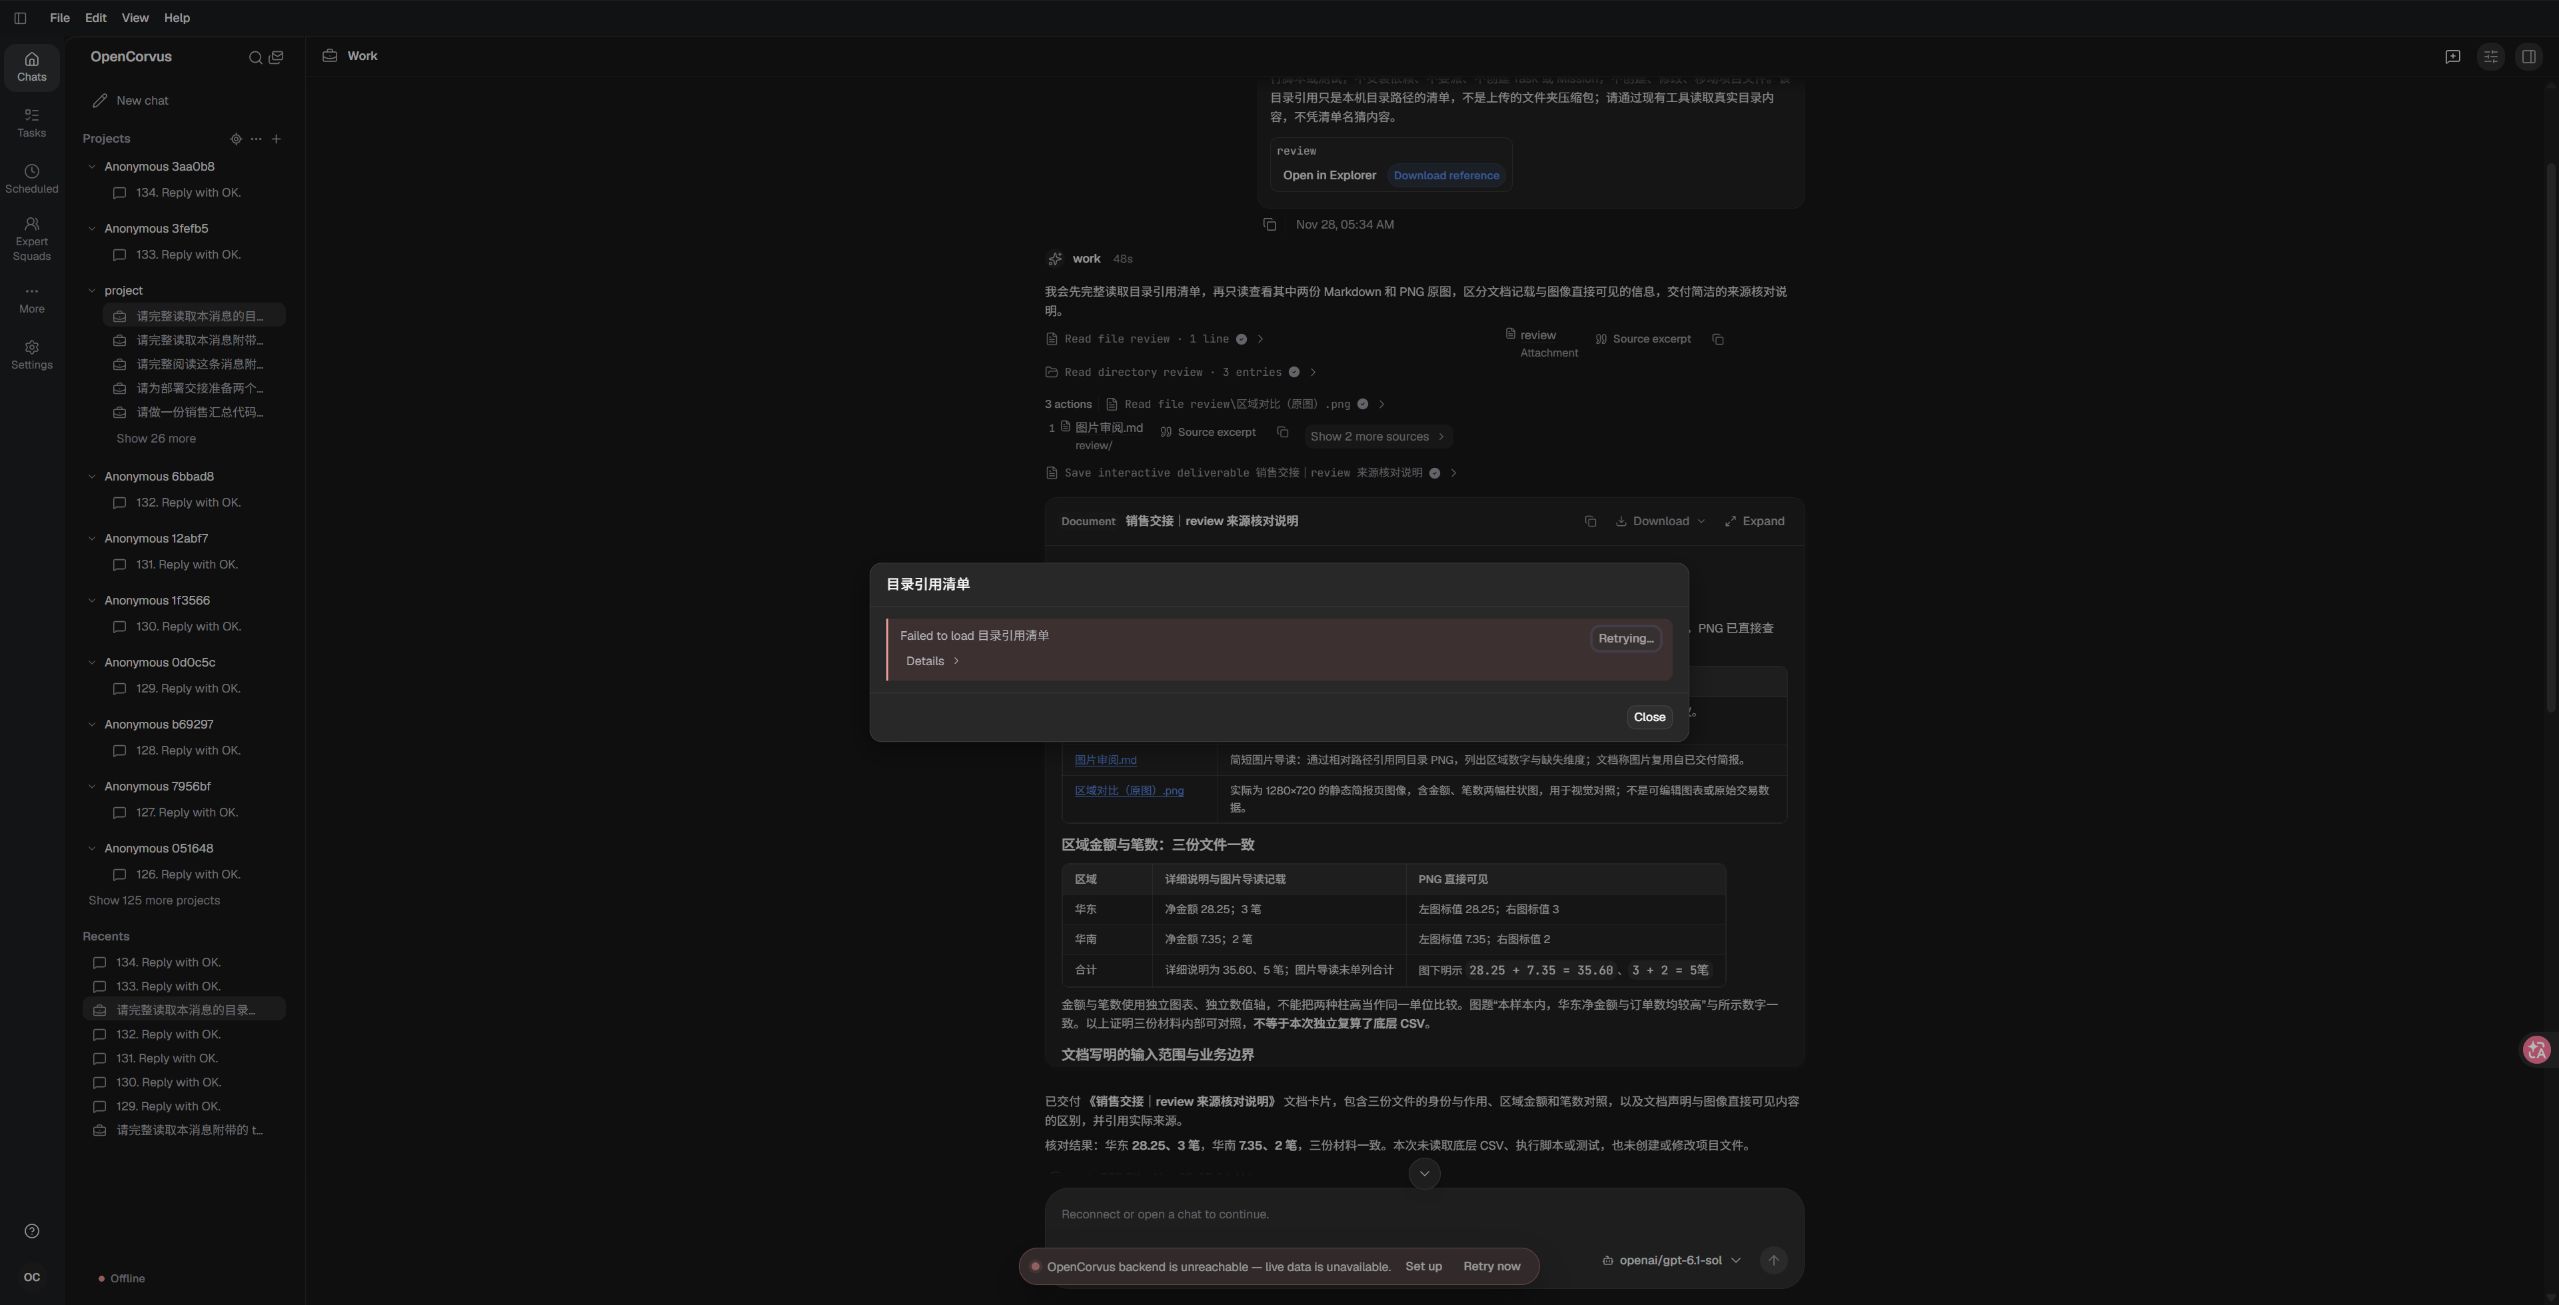 File Edit View Help
Chats
Tasks
Scheduled
Expert
Squads
More
Settings
OC
OpenCorvus
New chat
Projects
Anonymous 3aa0b8
134. Reply with OK.
Anonymous 3fefb5
133. Reply with OK.
project
请完整读取本消息的目...
请完整读取本消息附带...
请完整阅读这条消息附...
请为部署交接准备两个...
请做一份销售汇总代码...
Show 26 more
Anonymous 6bbad8
132. Reply with OK.
Anonymous 12abf7
131. Reply with OK.
Anonymous 1f3566
130. Reply with OK.
Anonymous 0d0c5c
129. Reply with OK.
Anonymous b69297
128. Reply with OK.
Anonymous 7956bf
127. Reply with OK.
Anonymous 051648
126. Reply with OK.
Show 125 more projects
Recents
134. Reply with OK.
133. Reply with OK.
请完整读取本消息的目录...
132. Reply with OK.
131. Reply with OK.
130. Reply with OK.
129. Reply with OK.
请完整读取本消息附带的 t...
Offline
Work
目录引用只是本机目录路径的清单，不是上传的文件夹压缩包；请通过现有工具读取真实目录内
容，不凭清单名猜内容。
review
Open in Explorer Download reference
Nov 28, 05:34 AM
work 48s
我会先完整读取目录引用清单，再只读查看其中两份 Markdown 和 PNG 原图，区分文档记载与图像直接可见的信息，交付简洁的来源核对说
明。
Read file review · 1 line
review
Attachment
Source excerpt
Read directory review · 3 entries
3 actions Read file review\区域对比（原图）.png
1 图片审阅.md
review/
Source excerpt
Show 2 more sources
Save interactive deliverable 销售交接｜review 来源核对说明
Document 销售交接｜review 来源核对说明 Download Expand
目录引用清单
Failed to load 目录引用清单 Retrying...
Details
Close
PNG 已直接查
图片审阅.md 简短图片导读：通过相对路径引用同目录 PNG，列出区域数字与缺失维度；文档称图片复用自已交付简报。
区域对比（原图）.png 实际为 1280×720 的静态简报页图像，含金额、笔数两幅柱状图，用于视觉对照；不是可编辑图表或原始交易数
据。
区域金额与笔数：三份文件一致
区域 详细说明与图片导读记载 PNG 直接可见
华东 净金额 28.25；3 笔 左图标值 28.25；右图标值 3
华南 净金额 7.35；2 笔 左图标值 7.35；右图标值 2
合计 详细说明为 35.60、5 笔；图片导读未单列合计 图下明示 28.25 + 7.35 = 35.60、3 + 2 = 5笔
金额与笔数使用独立图表、独立数值轴，不能把两种柱高当作同一单位比较。图题“本样本内，华东净金额与订单数均较高”与所示数字一
致。以上证明三份材料内部可对照，不等于本次独立复算了底层 CSV。
文档写明的输入范围与业务边界
已交付《销售交接｜review 来源核对说明》文档卡片，包含三份文件的身份与作用、区域金额和笔数对照，以及文档声明与图像直接可见内容
的区别，并引用实际来源。
核对结果：华东 28.25、3 笔，华南 7.35、2 笔，三份材料一致。本次未读取底层 CSV、执行脚本或测试，也未创建或修改项目文件。
Reconnect or open a chat to continue.
OpenCorvus backend is unreachable — live data is unavailable. Set up Retry now
openai/gpt-6.1-sol